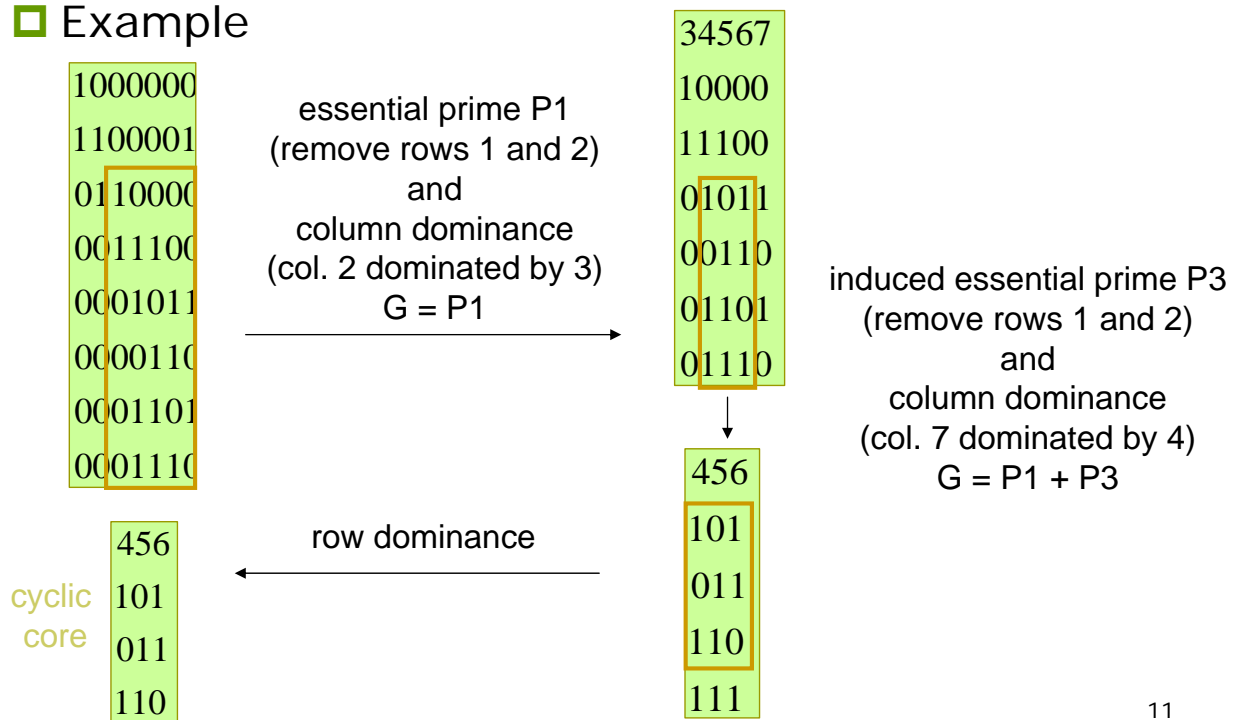 Example
1000000
1100001
0110000
0011100
0001011
0000110
0001101
0001110
essential prime P1
(remove rows 1 and 2)
and
column dominance
(col. 2 dominated by 3)
G = P1
34567
10000
11100
01011
00110
01101
01110
induced essential prime P3
(remove rows 1 and 2)
and
column dominance
(col. 7 dominated by 4)
G = P1 + P3
456
101
011
110
111
row dominance
456
101
011
110
cyclic
core
11